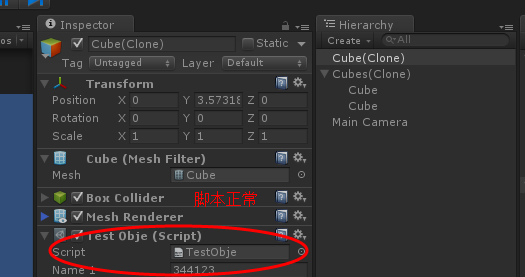 Inspector
Cube(Clone)
Static
Tag Untagged Layer Default
Transform
Position X 0 Y 3.57318 Z 0
Rotation X 0 Y 0 Z 0
Scale X 1 Y 1 Z 1
Cube (Mesh Filter)
Mesh Cube
Box Collider 脚本正常
Mesh Renderer
Test Obje (Script)
Script TestObje
Name 1 344123
Hierarchy
Create All
Cube(Clone)
Cubes(Clone)
Cube
Cube
Main Camera